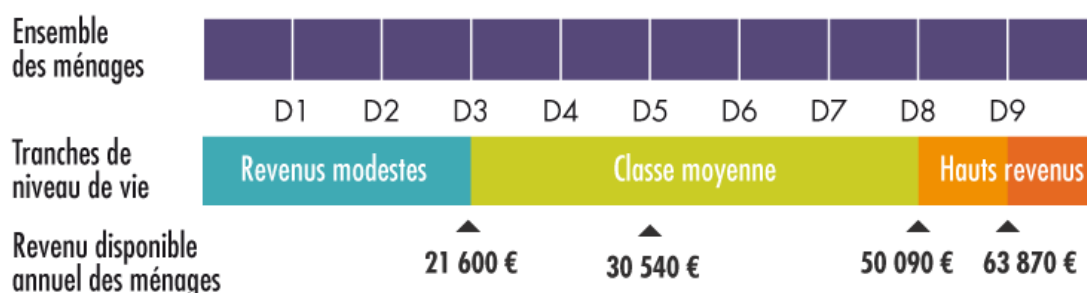 Ensemble
des ménages
D1 D2 D3 D4 D5 D6 D7 D8 D9
Tranches de
niveau de vie
Revenus modestes Classe moyenne Hauts revenus
Revenu disponible
annuel des ménages
21 600 € 30 540 € 50 090 € 63 870 €